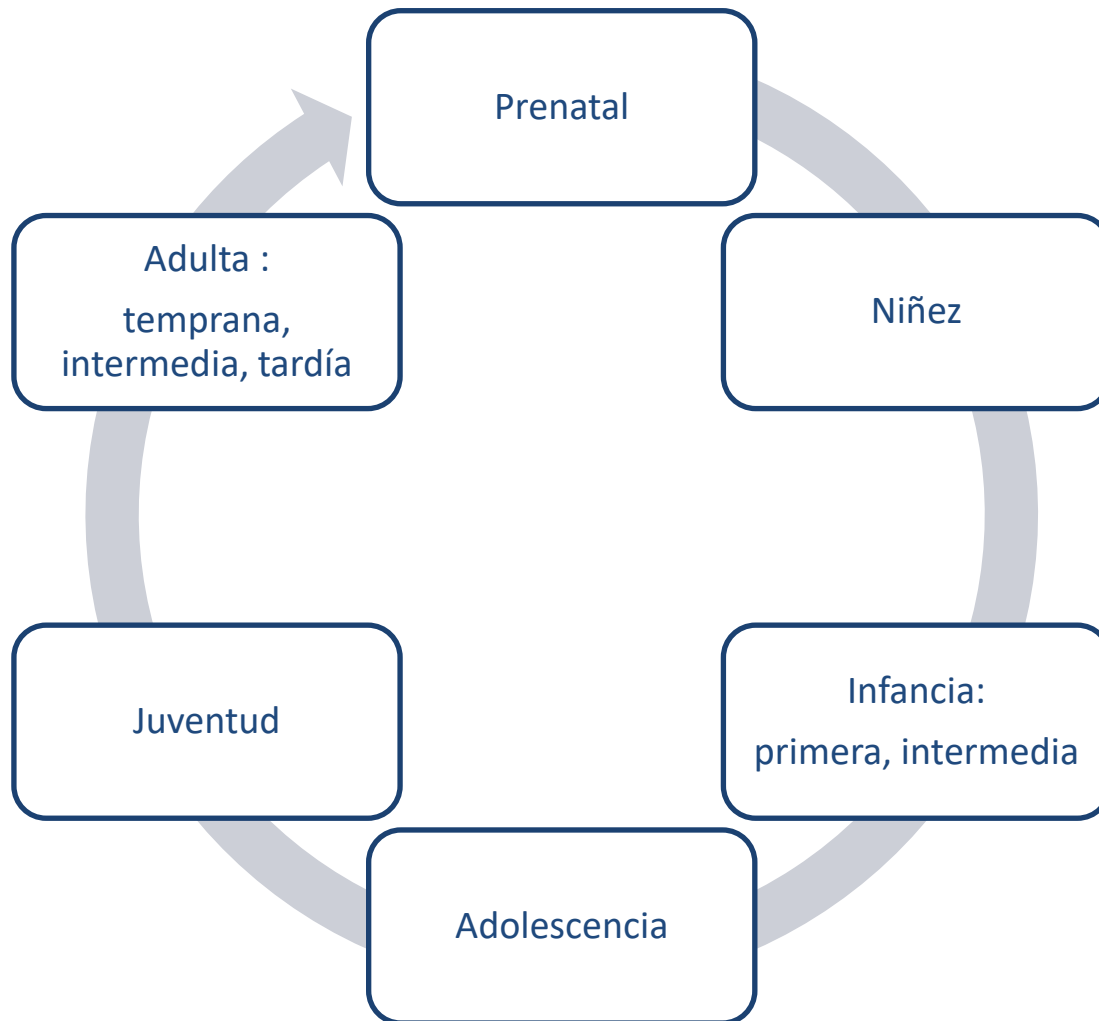 Prenatal
Niñez
Infancia:
primera, intermedia
Adolescencia
Juventud
Adulta :
temprana,
intermedia, tardía